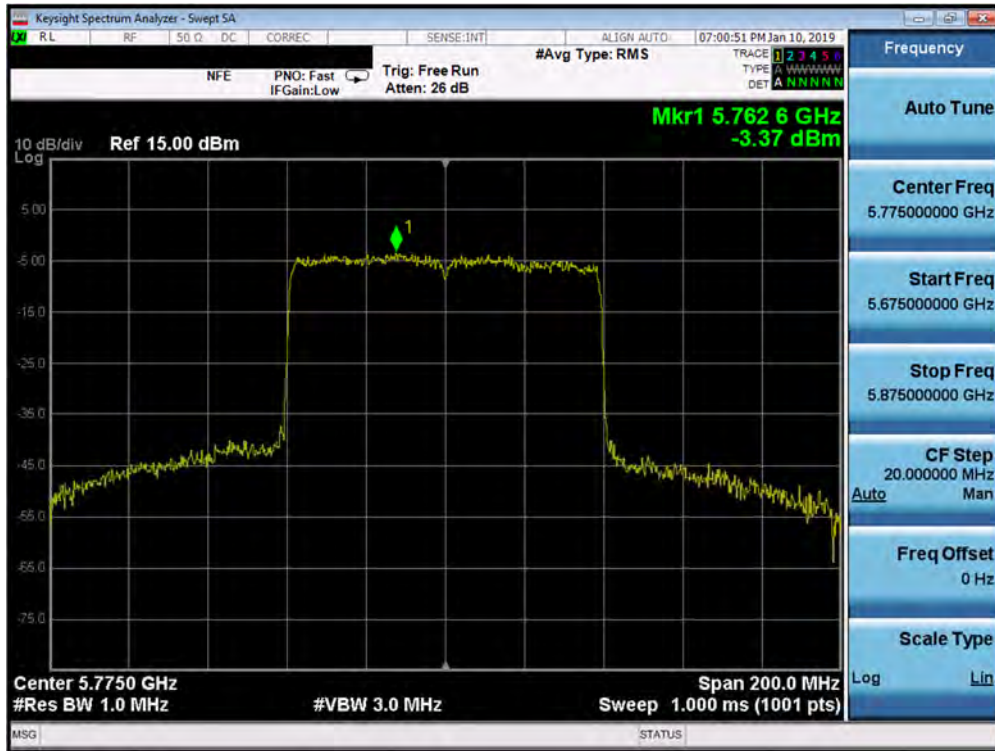 Keysight Spectrum Analyzer - Swept SA
LXI RL RF 50 Ω DC CORREC SENSE:INT ALIGN AUTO 07:00:51 PM Jan 10, 2019
#Avg Type: RMS
TRACE 1 2 3 4 5 6
NFE PNO: Fast Trig: Free Run TYPE A WWWWW
IFGain:Low Atten: 26 dB DET A N N N N N
Mkr1 5.762 6 GHz
-3.37 dBm
10 dB/div Ref 15.00 dBm
Log
1
5.00
-5.00
-15.0
-25.0
-35.0
-45.0
-55.0
-65.0
-75.0
Center 5.7750 GHz Span 200.0 MHz
#Res BW 1.0 MHz #VBW 3.0 MHz Sweep 1.000 ms (1001 pts)
MSG STATUS
Frequency
Auto Tune
Center Freq
5.775000000 GHz
Start Freq
5.675000000 GHz
Stop Freq
5.875000000 GHz
CF Step
20.000000 MHz
Auto Man
Freq Offset
0 Hz
Scale Type
Log Lin